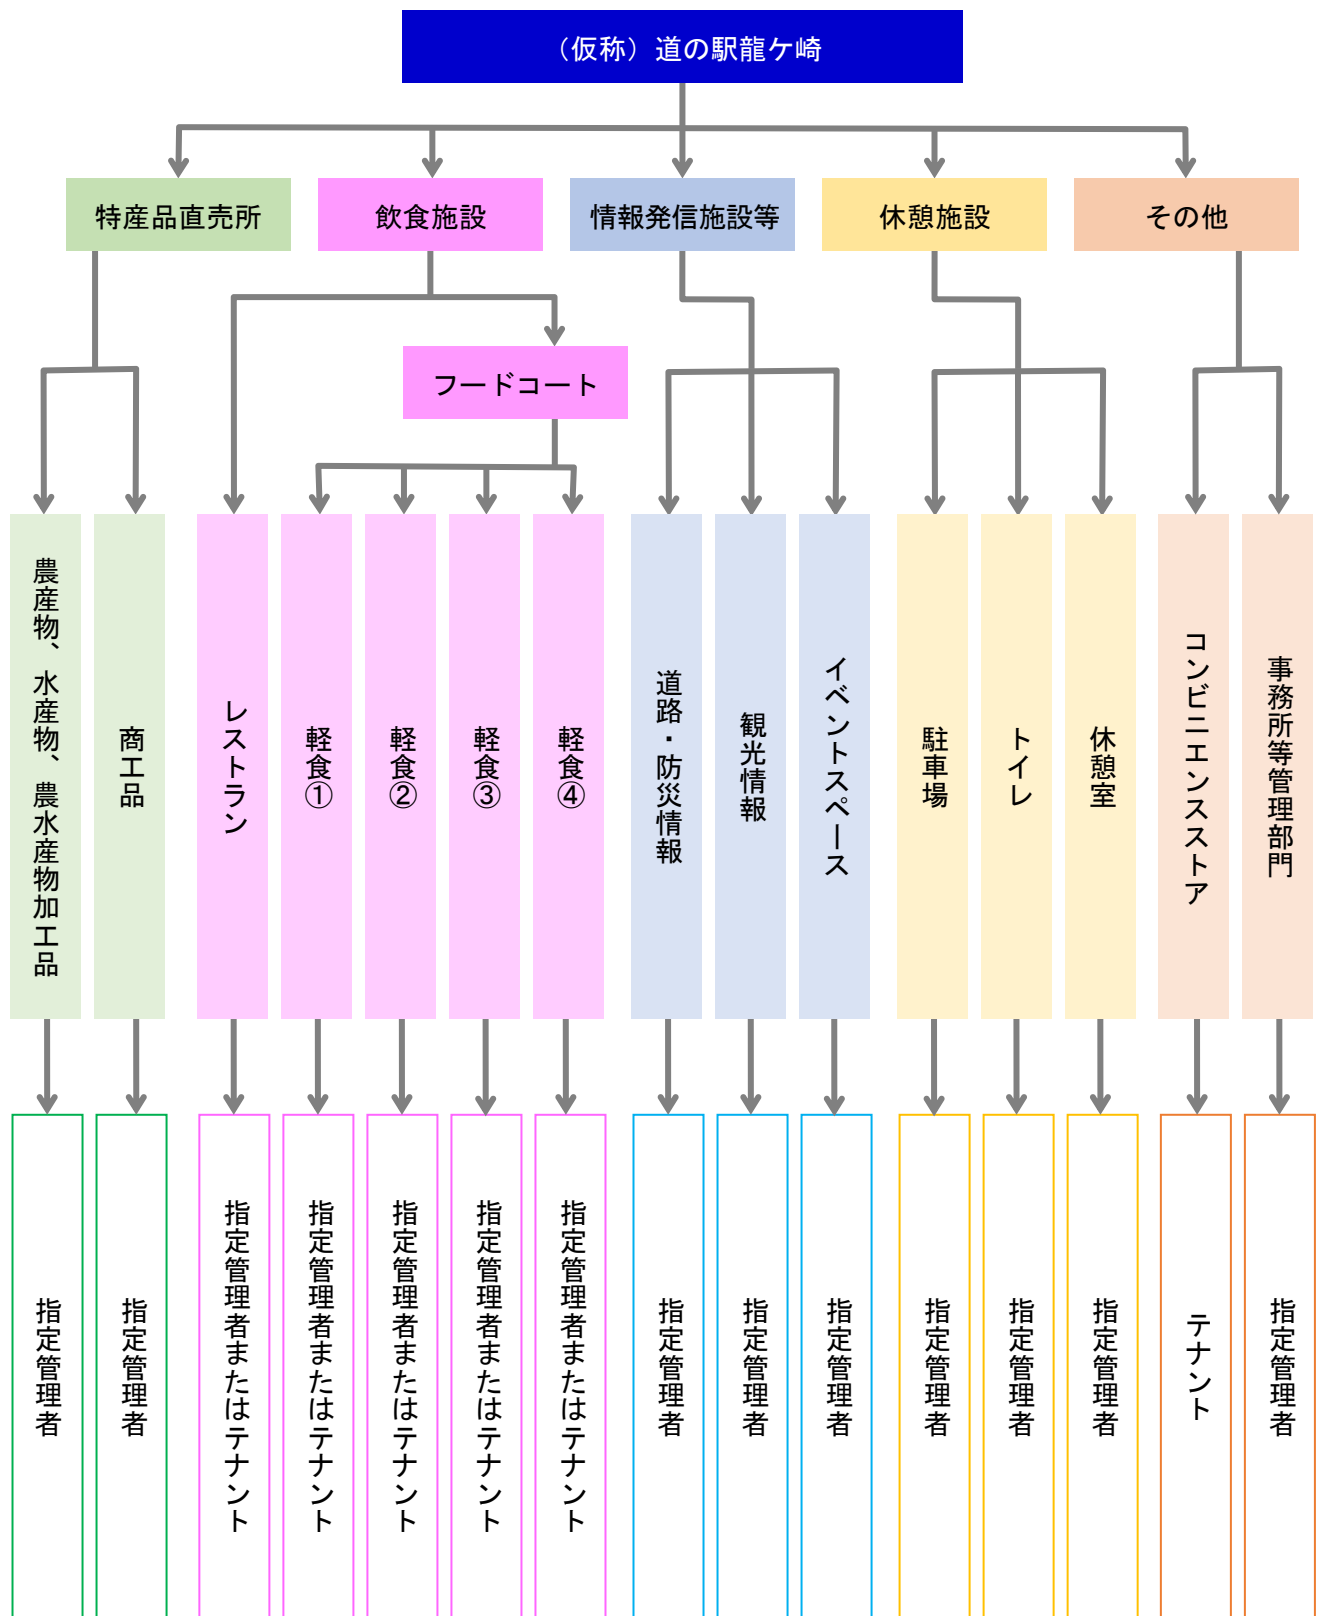 （仮称）道の駅龍ケ崎
特産品直売所
飲食施設
情報発信施設等
休憩施設
その他
フードコート
農産物、水産物、農水産物加工品
商工品
レストラン
軽食①
軽食②
軽食③
軽食④
道路・防災情報
観光情報
イベントスペース
駐車場
トイレ
休憩室
コンビニエンスストア
事務所等管理部門
指定管理者
指定管理者
指定管理者またはテナント
指定管理者またはテナント
指定管理者またはテナント
指定管理者またはテナント
指定管理者またはテナント
指定管理者
指定管理者
指定管理者
指定管理者
指定管理者
指定管理者
テナント
指定管理者